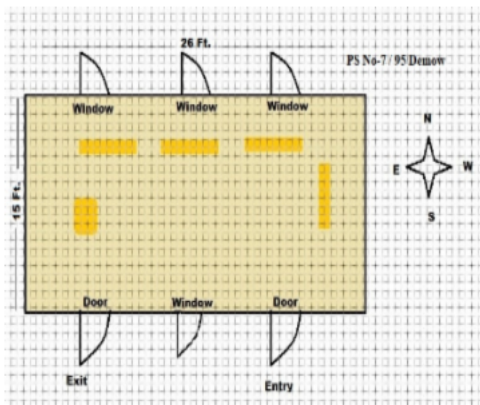 26 Ft.
PS No-7/ 95 Demow
Window Window Window
N
E W
15 Ft.
S
Door Window Door
Exit
Entry